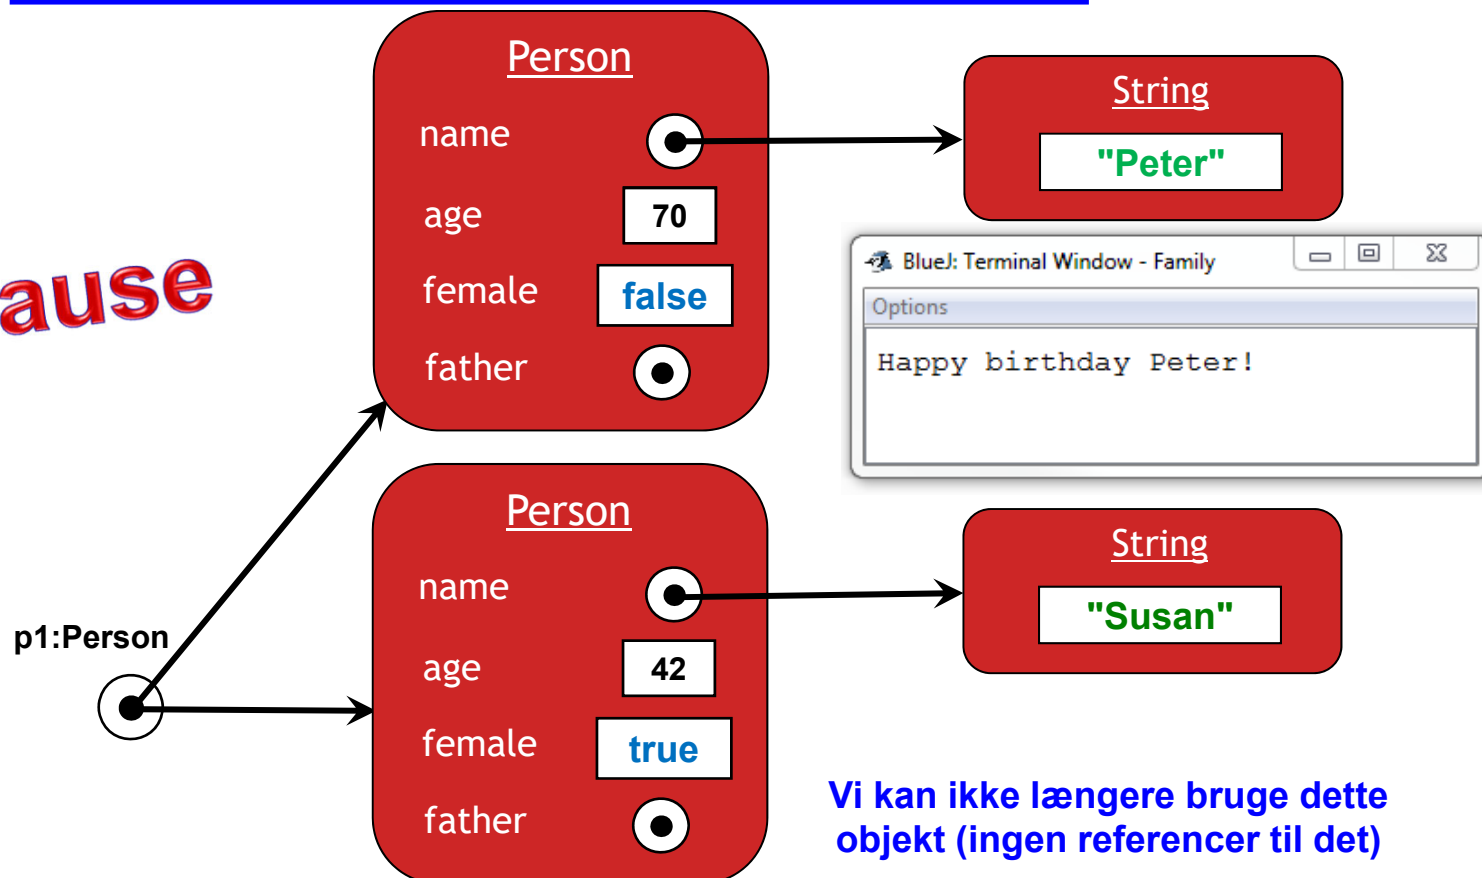 Person
name
age 70
female false
father
String
"Peter"
BlueJ: Terminal Window - Family
Options
Happy birthday Peter!
ause
p1:Person
Person
name
age 42
female true
father
String
"Susan"
Vi kan ikke længere bruge dette
objekt (ingen referencer til det)